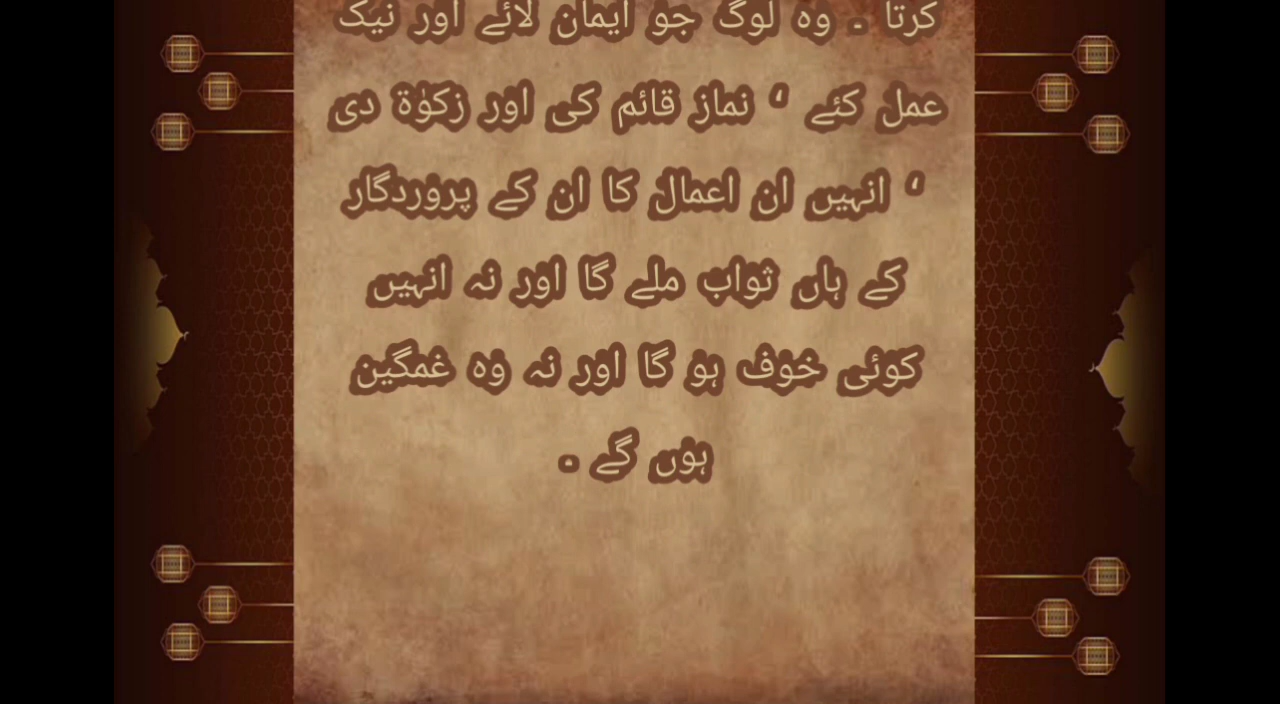 کرتا ۔ وہ لوگ جو ایمان لائے اور نیک
عمل کئے ‘ نماز قائم کی اور زکوٰۃ دی
‘ انہیں ان اعمال کا ان کے پروردگار
کے ہاں ثواب ملے گا اور نہ انہیں
کوئی خوف ہو گا اور نہ وہ غمگین
ہوں گے ۔